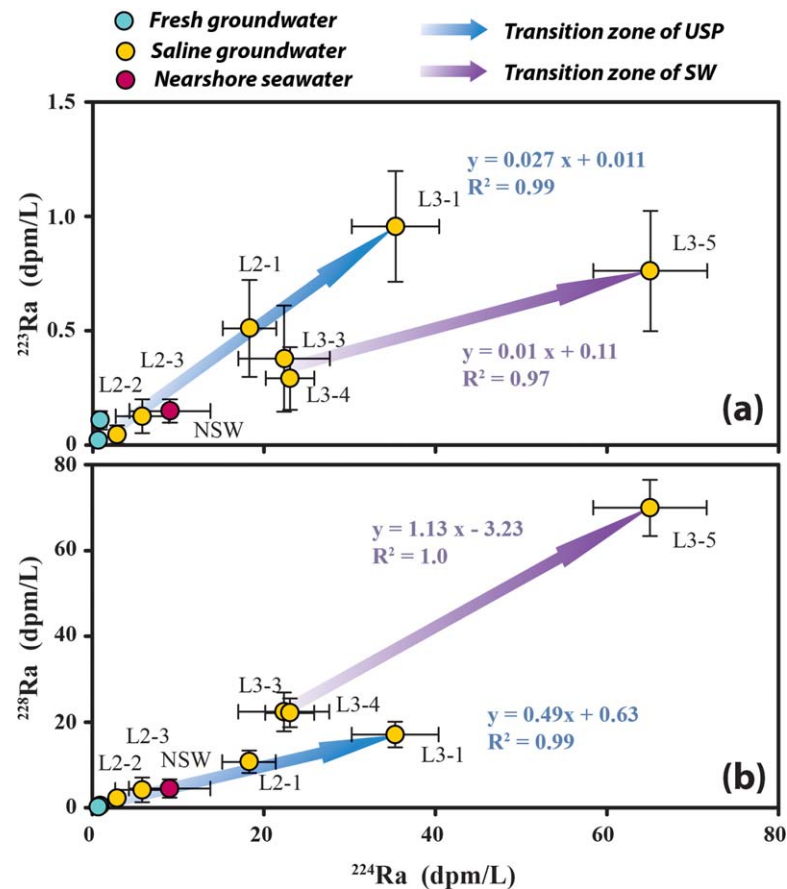 Fresh groundwater
Saline groundwater
Nearshore seawater
Transition zone of USP
Transition zone of SW
1.5
1.0
0.5
0
²²³Ra (dpm/L)
y = 0.027 x + 0.011
R² = 0.99
L3-1
L3-5
L2-1
L2-3
L3-3
L2-2
L3-4
NSW
y = 0.01 x + 0.11
R² = 0.97
(a)
80
60
40
20
0
²²⁸Ra (dpm/L)
y = 1.13 x - 3.23
R² = 1.0
L3-5
L3-3
L3-4
L2-3
L2-2
NSW
L2-1
L3-1
y = 0.49x + 0.63
R² = 0.99
(b)
0 20 40 60 80
²²⁴Ra (dpm/L)